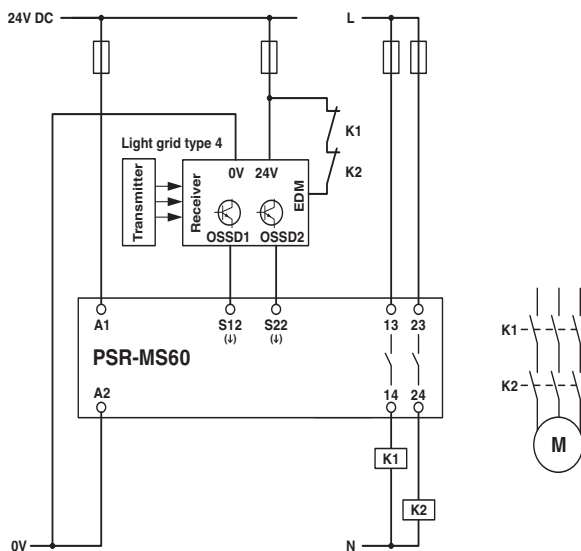 24V DC
L
K1
Light grid type 4
K2
0V 24V
Transmitter
Receiver
EDM
OSSD1 OSSD2
A1 S12 S22 13 23
(↓) (↓)
PSR-MS60
A2 14 24
K1
K2
0V N
K1
K2
M